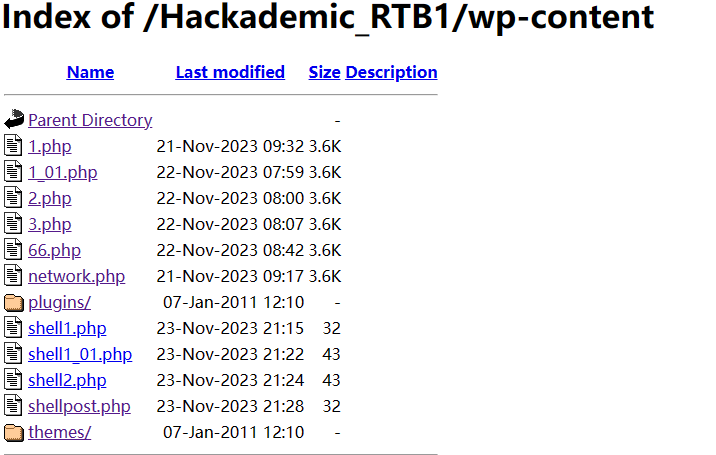 Index of /Hackademic_RTB1/wp-content
Name Last modified Size Description
Parent Directory -
1.php 21-Nov-2023 09:32 3.6K
1_01.php 22-Nov-2023 07:59 3.6K
2.php 22-Nov-2023 08:00 3.6K
3.php 22-Nov-2023 08:07 3.6K
66.php 22-Nov-2023 08:42 3.6K
network.php 21-Nov-2023 09:17 3.6K
plugins/ 07-Jan-2011 12:10 -
shell1.php 23-Nov-2023 21:15 32
shell1_01.php 23-Nov-2023 21:22 43
shell2.php 23-Nov-2023 21:24 43
shellpost.php 23-Nov-2023 21:28 32
themes/ 07-Jan-2011 12:10 -